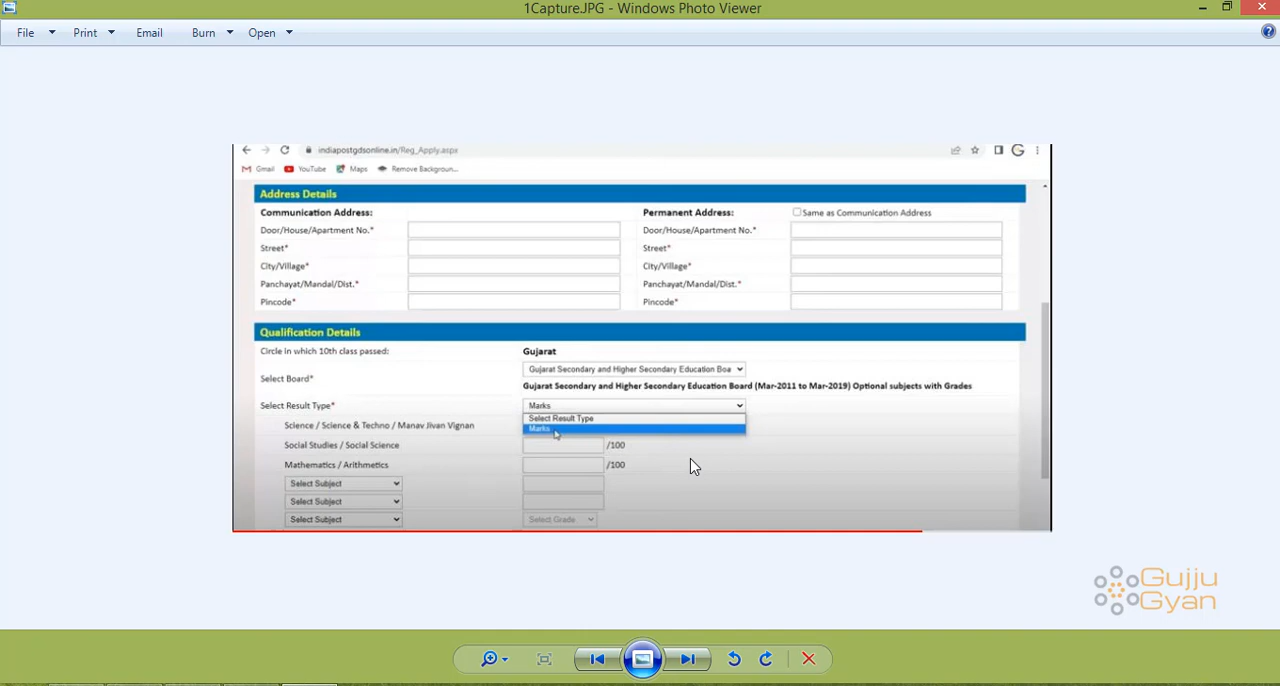 1Capture.JPG - Windows Photo Viewer
File Print Email Burn Open
indiapostgdsonline.in/Reg_Apply.aspx
Gmail YouTube Maps Remove Backgroun...
Address Details
Communication Address: Permanent Address: Same as Communication Address
Door/House/Apartment No.* Door/House/Apartment No.*
Street* Street*
City/Village* City/Village*
Panchayat/Mandal/Dist.* Panchayat/Mandal/Dist.*
Pincode* Pincode*
Qualification Details
Circle in which 10th class passed: Gujarat
Gujarat Secondary and Higher Secondary Education Boa
Select Board*
Gujarat Secondary and Higher Secondary Education Board (Mar-2011 to Mar-2019) Optional subjects with Grades
Select Result Type* Marks
Select Result Type
Science / Science & Techno / Manav Jivan Vignan Marks
Social Studies / Social Science /100
Mathematics / Arithmetics /100
Select Subject
Select Subject
Select Subject Select Grade
Gujju
Gyan